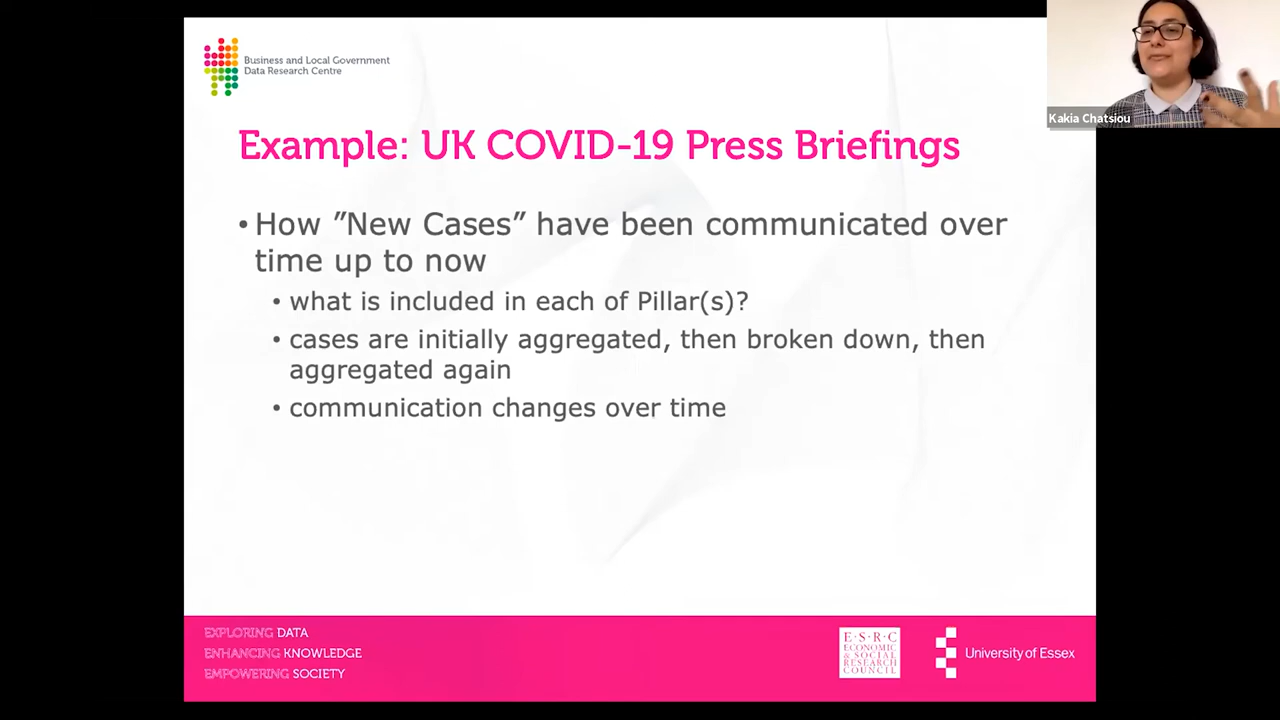 Business and Local Government
Data Research Centre
Kakia Chatsiou
Example: UK COVID-19 Press Briefings
• How ”New Cases” have been communicated over
time up to now
• what is included in each of Pillar(s)?
• cases are initially aggregated, then broken down, then
aggregated again
• communication changes over time
EXPLORING DATA
ENHANCING KNOWLEDGE
EMPOWERING SOCIETY
E·S·R·C
ECONOMIC
& SOCIAL
RESEARCH
COUNCIL
University of Essex